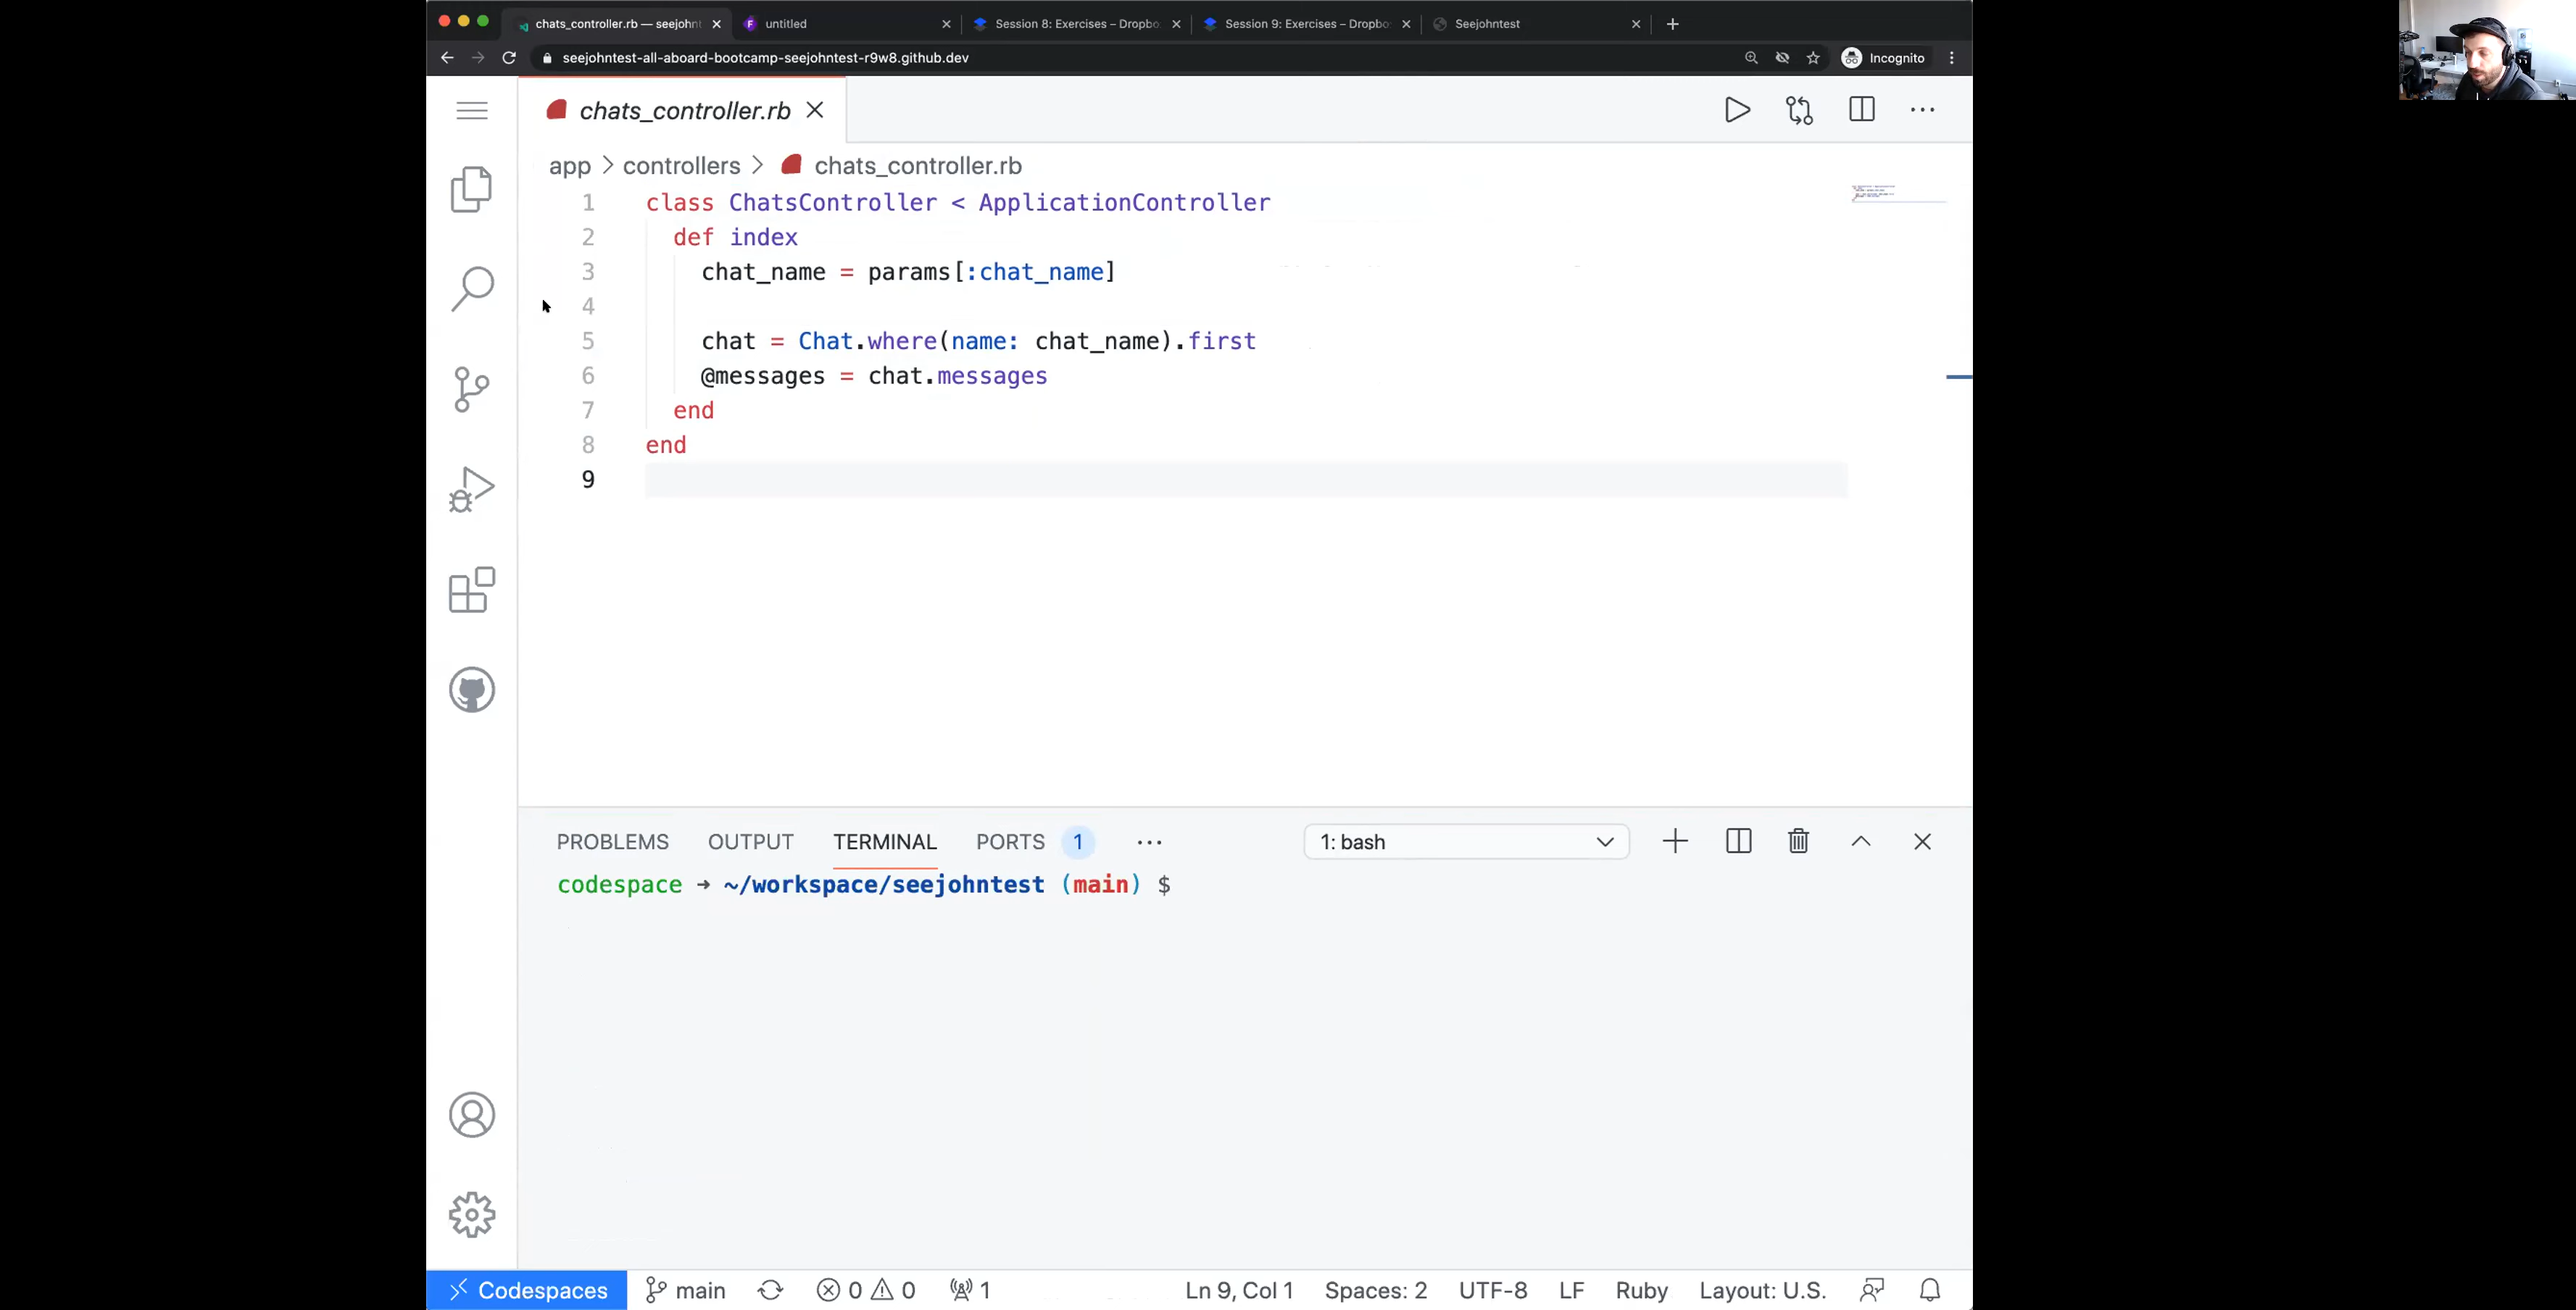 chats_controller.rb — seejohnt
untitled
Session 8: Exercises – Dropbo
Session 9: Exercises – Dropbo
Seejohntest
seejohntest-all-aboard-bootcamp-seejohntest-r9w8.github.dev
Incognito
chats_controller.rb
app > controllers > chats_controller.rb
1 class ChatsController < ApplicationController
2 def index
3 chat_name = params[:chat_name]
4
5 chat = Chat.where(name: chat_name).first
6 @messages = chat.messages
7 end
8 end
9
PROBLEMS OUTPUT TERMINAL PORTS 1 ... 1: bash
codespace → ~/workspace/seejohntest (main) $
Codespaces main 0 0 1 Ln 9, Col 1 Spaces: 2 UTF-8 LF Ruby Layout: U.S.